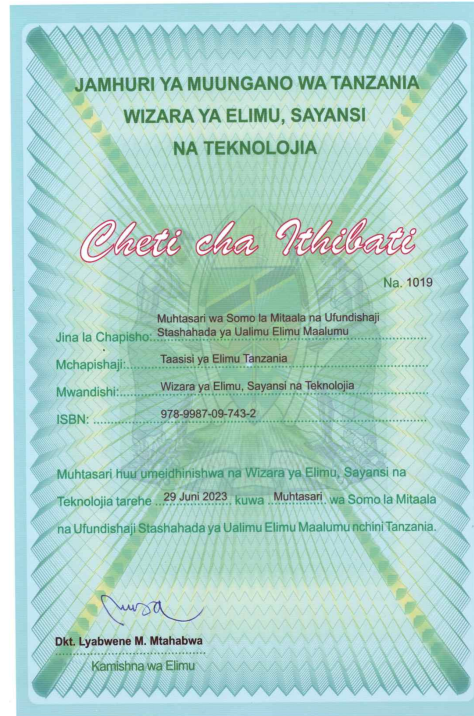 JAMHURI YA MUUNGANO WA TANZANIA
WIZARA YA ELIMU, SAYANSI
NA TEKNOLOJIA
Cheti cha Ithibati
Na. 1019
Muhtasari wa Somo la Mitaala na Ufundishaji
Jina la Chapisho: Stashahada ya Ualimu Elimu Maalumu
Mchapishaji: Taasisi ya Elimu Tanzania
Mwandishi: Wizara ya Elimu, Sayansi na Teknolojia
ISBN: 978-9987-09-743-2
Muhtasari huu umeidhinishwa na Wizara ya Elimu, Sayansi na
Teknolojia tarehe 29 Juni 2023 kuwa Muhtasari wa Somo la Mitaala
na Ufundishaji Stashahada ya Ualimu Elimu Maalumu nchini Tanzania.
Dkt. Lyabwene M. Mtahabwa
Kamishna wa Elimu